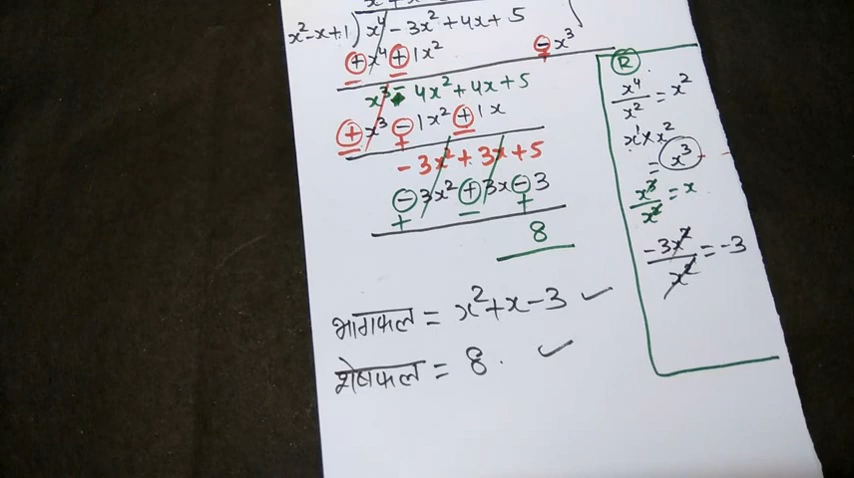 x² - x + 1 ) x⁴ - 3x² + 4x + 5 (
+ x⁴ + 1x² - x³
- - +
x³ - 4x² + 4x + 5
+ x³ - 1x² + 1x
- + -
- 3x² + 3x + 5
- 3x² + 3x - 3
+ - +
8
भागफल = x² + x - 3 ✓
शेषफल = 8. ✓
R
x⁴/x² = x²
x¹ × x²
= x³
x³/x² = x
-3x²/x² = -3